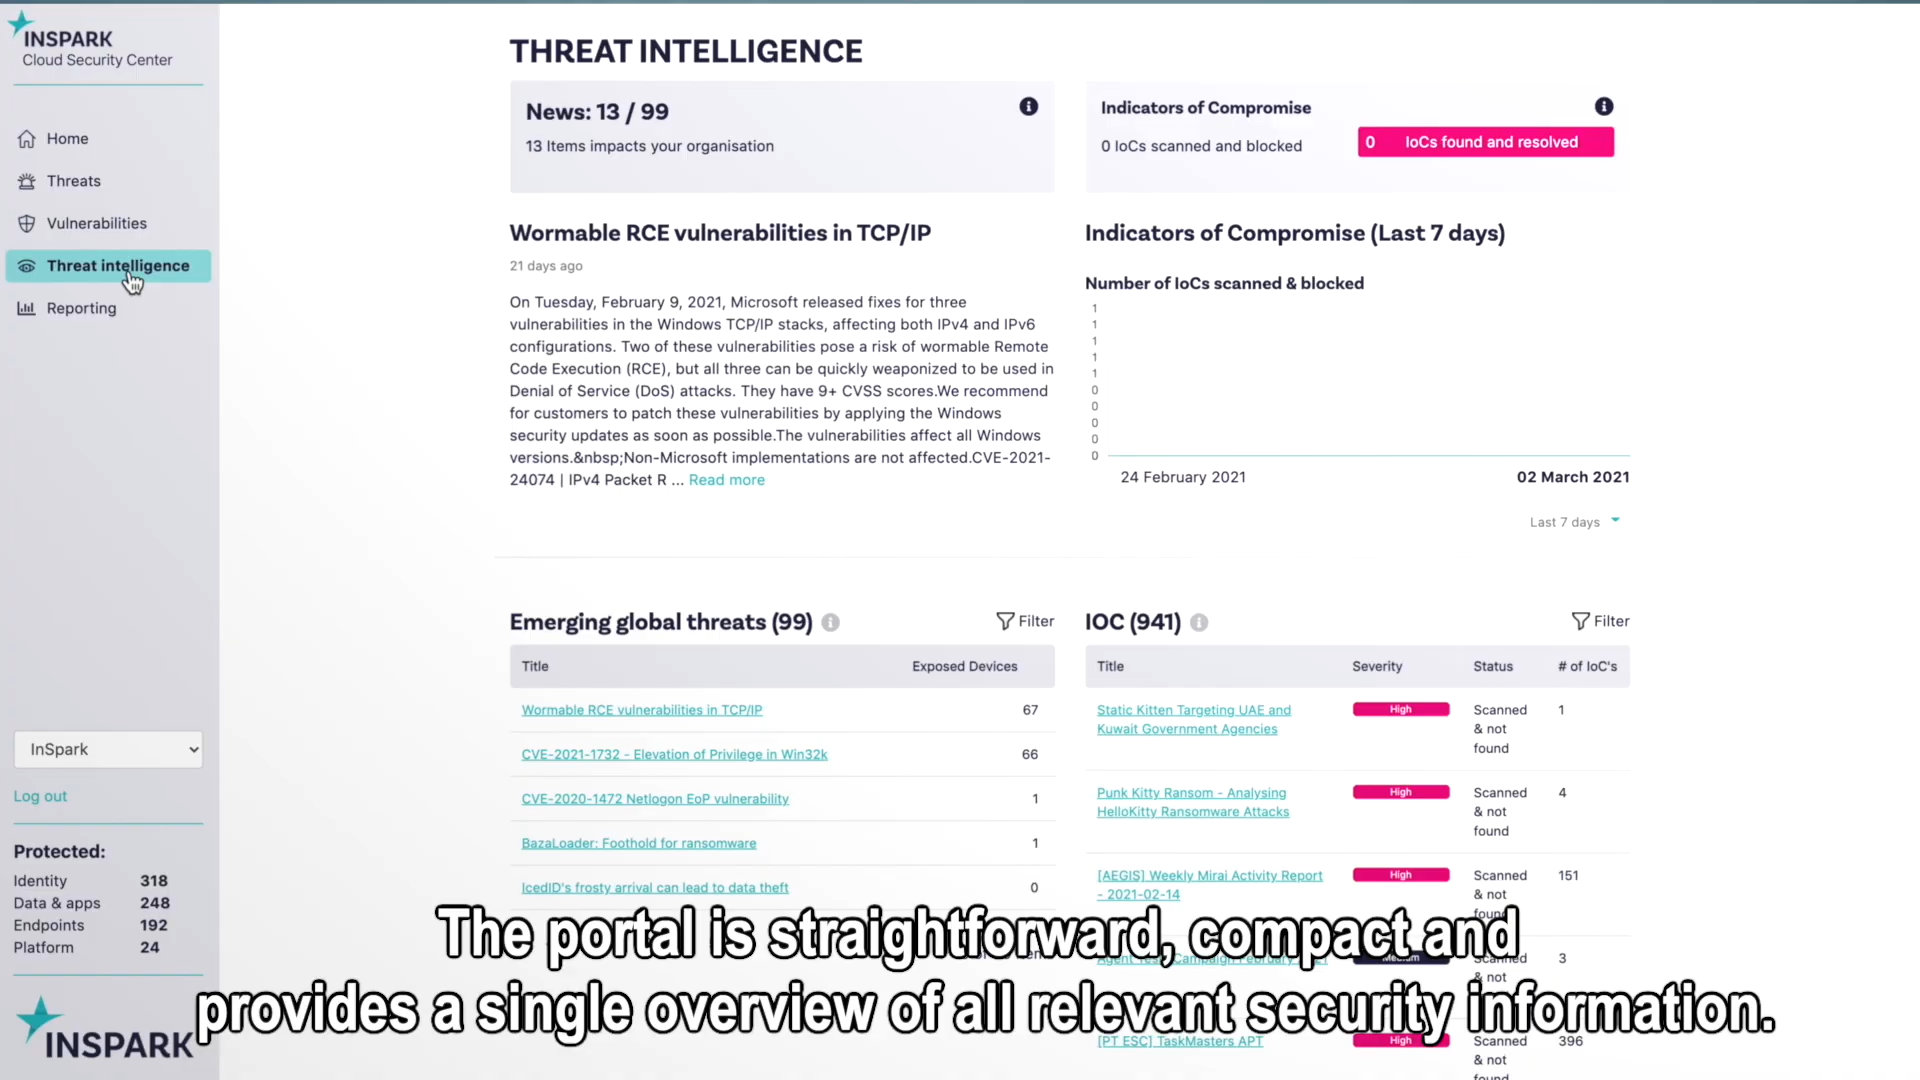 INSPARK
Cloud Security Center
Home
Threats
Vulnerabilities
Threat intelligence
Reporting
InSpark
Log out
Protected:
Identity 318
Data & apps 248
Endpoints 192
Platform 24
INSPARK
THREAT INTELLIGENCE
News: 13 / 99
13 Items impacts your organisation
Indicators of Compromise
0 IoCs scanned and blocked
0 IoCs found and resolved
Wormable RCE vulnerabilities in TCP/IP
21 days ago
On Tuesday, February 9, 2021, Microsoft released fixes for three
vulnerabilities in the Windows TCP/IP stacks, affecting both IPv4 and IPv6
configurations. Two of these vulnerabilities pose a risk of wormable Remote
Code Execution (RCE), but all three can be quickly weaponized to be used in
Denial of Service (DoS) attacks. They have 9+ CVSS scores.We recommend
for customers to patch these vulnerabilities by applying the Windows
security updates as soon as possible.The vulnerabilities affect all Windows
versions.&nbsp;Non-Microsoft implementations are not affected.CVE-2021-
24074 | IPv4 Packet R ... Read more
Indicators of Compromise (Last 7 days)
Number of IoCs scanned & blocked
1
1
1
1
1
0
0
0
0
0
24 February 2021 02 March 2021
Last 7 days
Emerging global threats (99) Filter
Title Exposed Devices
Wormable RCE vulnerabilities in TCP/IP 67
CVE-2021-1732 - Elevation of Privilege in Win32k 66
CVE-2020-1472 Netlogon EoP vulnerability 1
BazaLoader: Foothold for ransomware 1
IcedID's frosty arrival can lead to data theft 0
IOC (941) Filter
Title Severity Status # of IoC's
Static Kitten Targeting UAE and High Scanned 1
Kuwait Government Agencies & not
found
Punk Kitty Ransom - Analysing High Scanned 4
HelloKitty Ransomware Attacks & not
found
[AEGIS] Weekly Mirai Activity Report High Scanned 151
- 2021-02-14 & not
found
Campaign February Medium Scanned 3
& not
[PT ESC] TaskMasters APT High Scanned 396
& not
found
The portal is straightforward, compact and
provides a single overview of all relevant security information.